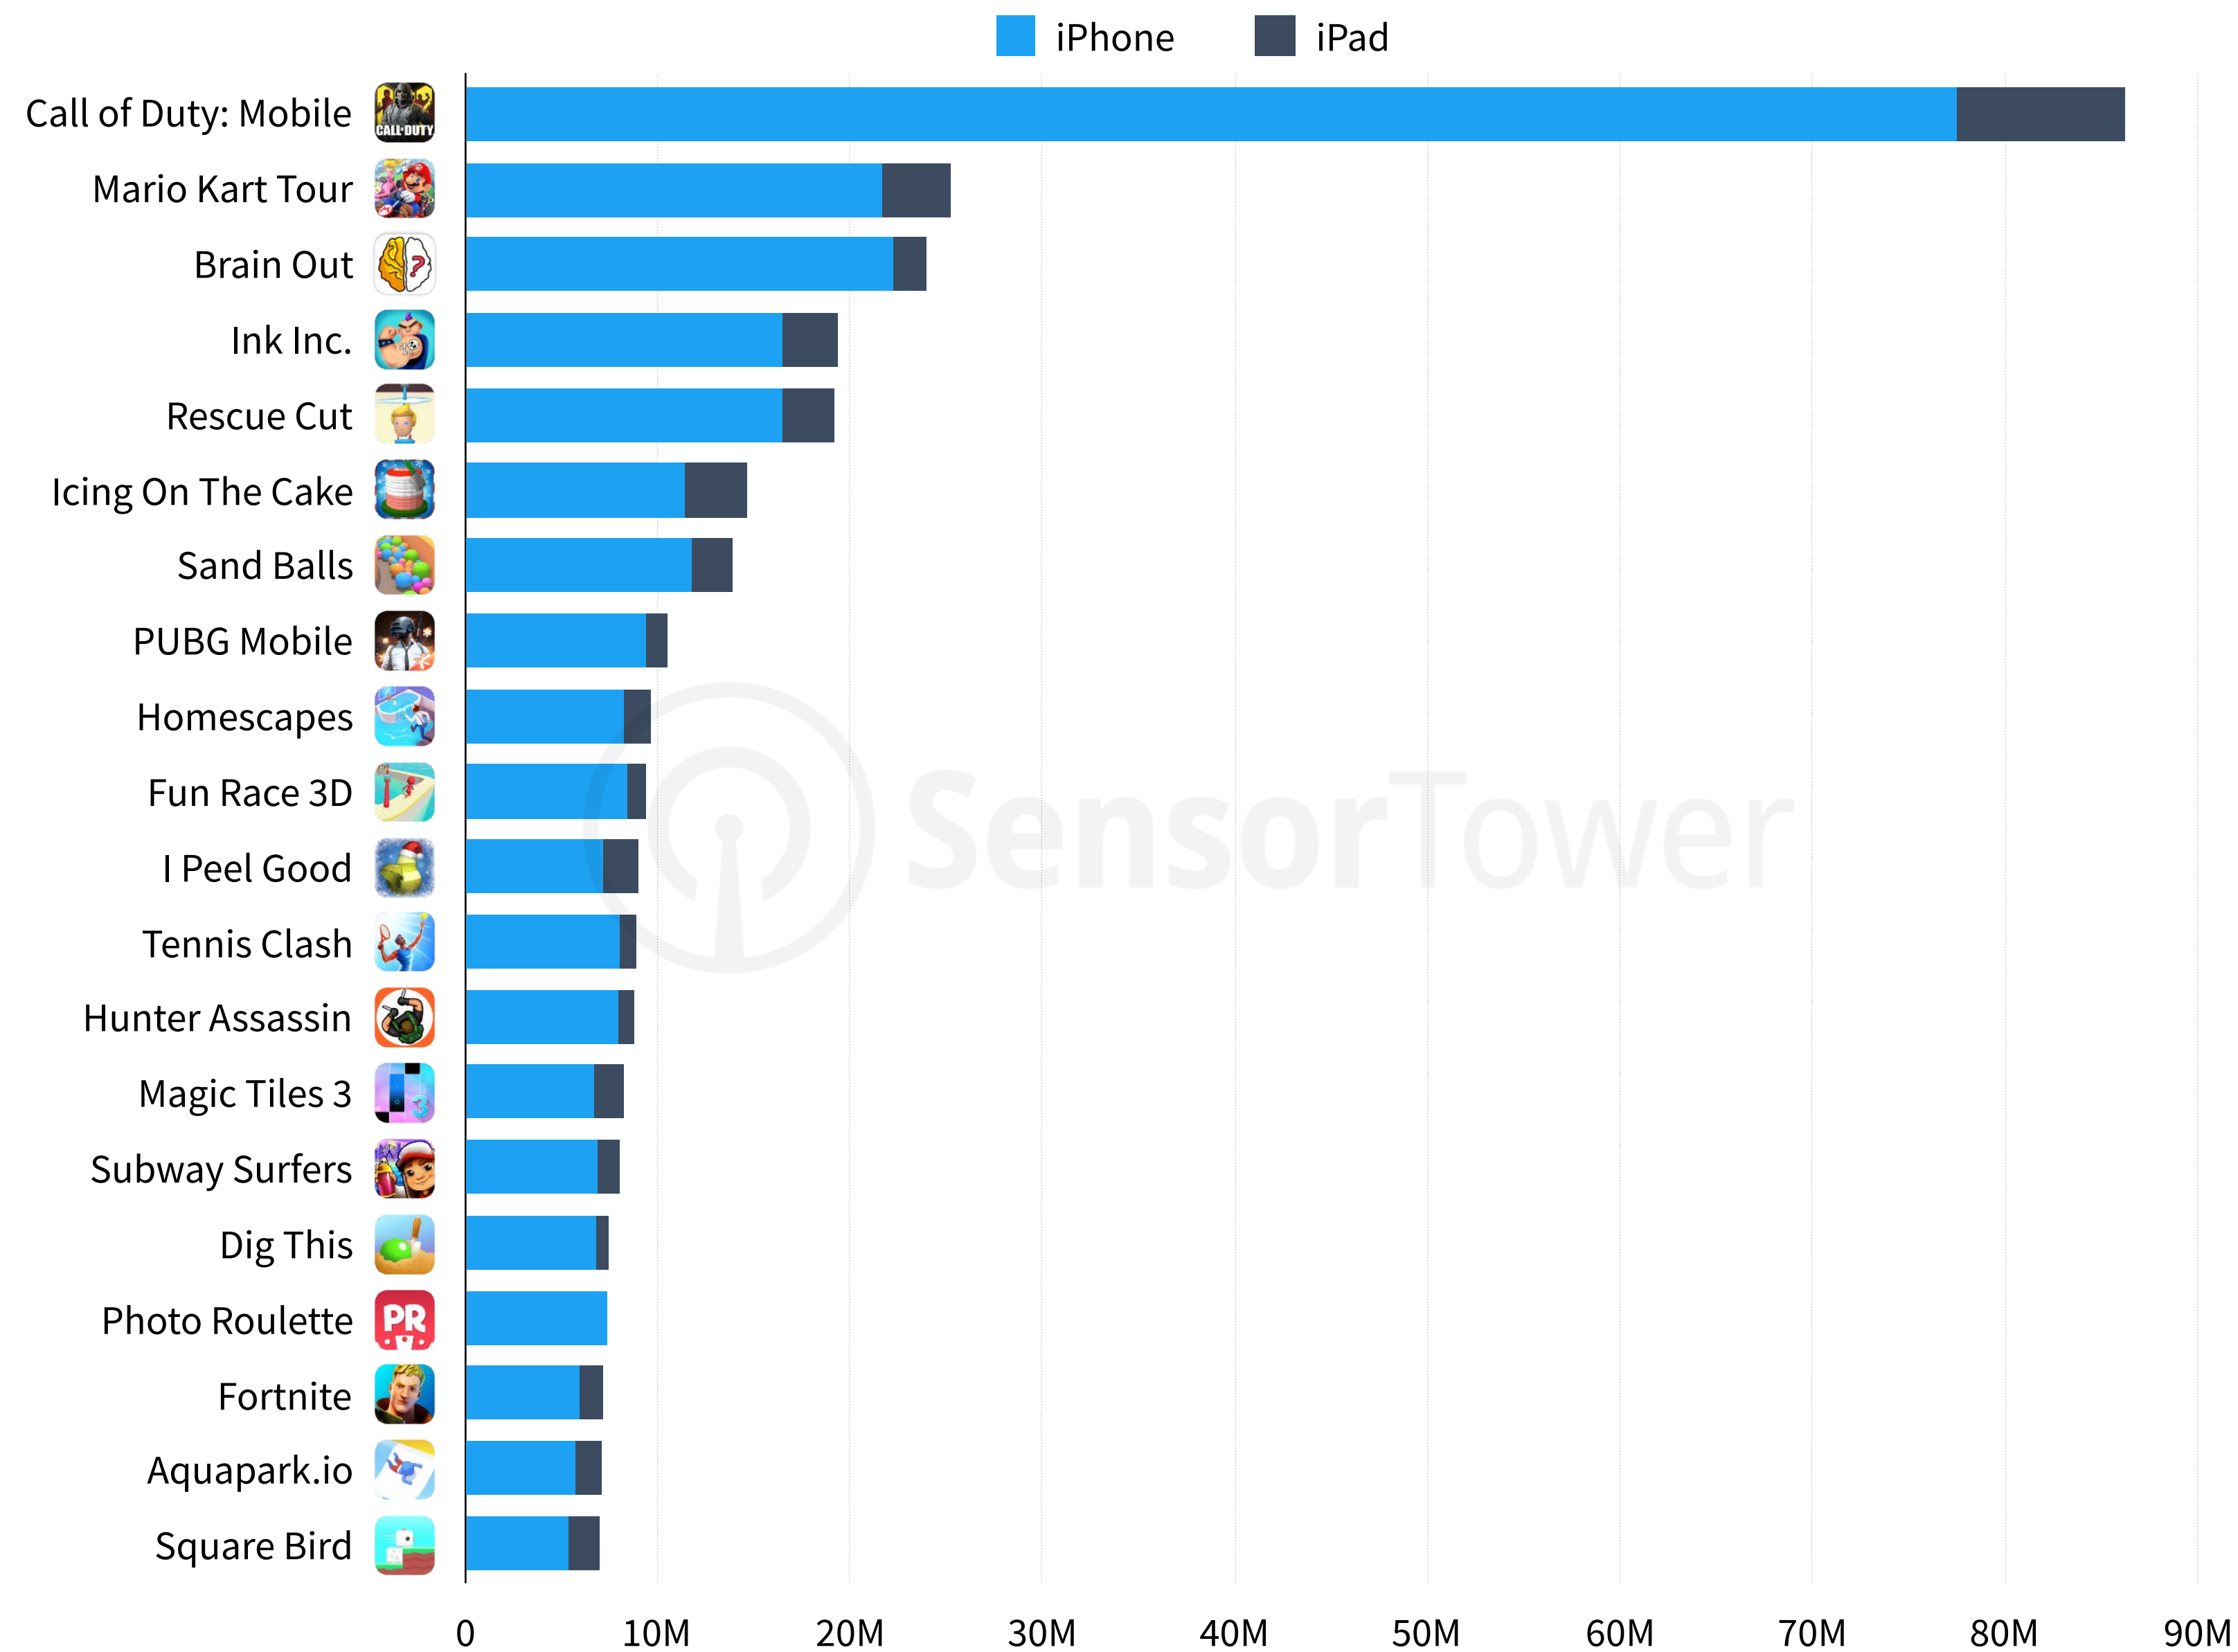 iPhone iPad
Call of Duty: Mobile
CALL OF DUTY
Mario Kart Tour
Brain Out
?
Ink Inc.
Rescue Cut
Icing On The Cake
Sand Balls
PUBG Mobile
Homescapes
Fun Race 3D
I Peel Good
SensorTower
Tennis Clash
Hunter Assassin
Magic Tiles 3
3
Subway Surfers
Dig This
Photo Roulette
PR
Fortnite
Aquapark.io
Square Bird
0 10M 20M 30M 40M 50M 60M 70M 80M 90M